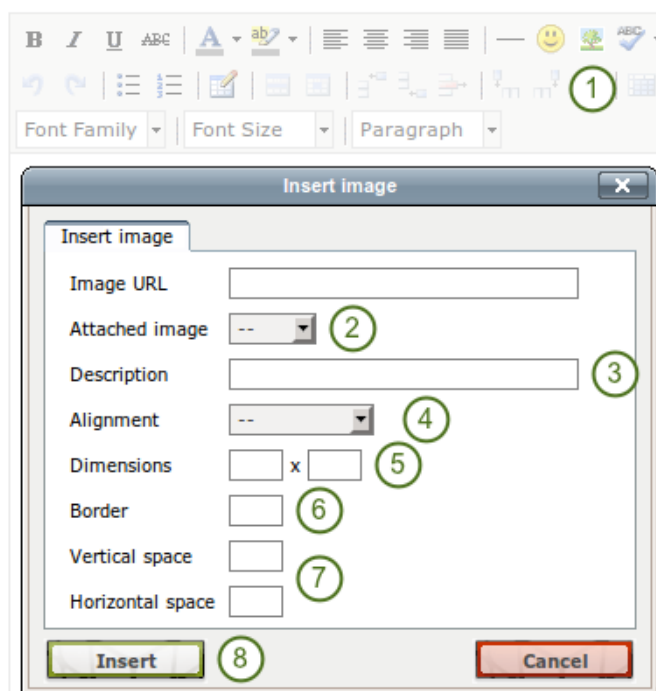 B I U ABC A ab ABC
1
Font Family Font Size Paragraph
Insert image
Insert image
Image URL
Attached image -- 2
Description 3
Alignment -- 4
Dimensions x 5
Border 6
Vertical space
7
Horizontal space
Insert 8 Cancel